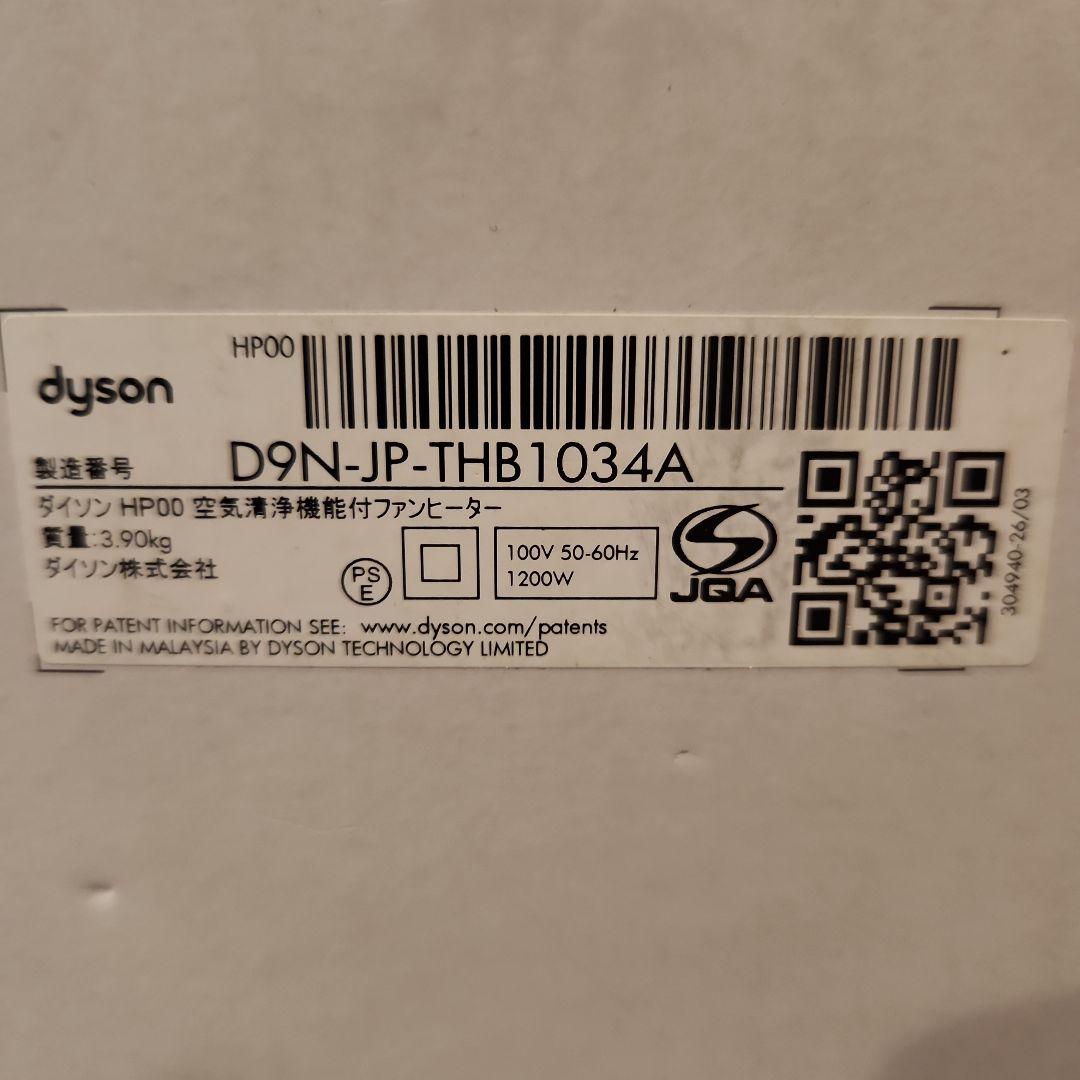 HP00
dyson
製造番号 D9N-JP-THB1034A
ダイソン HP00 空気清浄機能付ファンヒーター
質量:3.90kg
ダイソン株式会社
PS
E
100V 50-60Hz
1200W
JQA
304940-26/03
FOR PATENT INFORMATION SEE: www.dyson.com/patents
MADE IN MALAYSIA BY DYSON TECHNOLOGY LIMITED